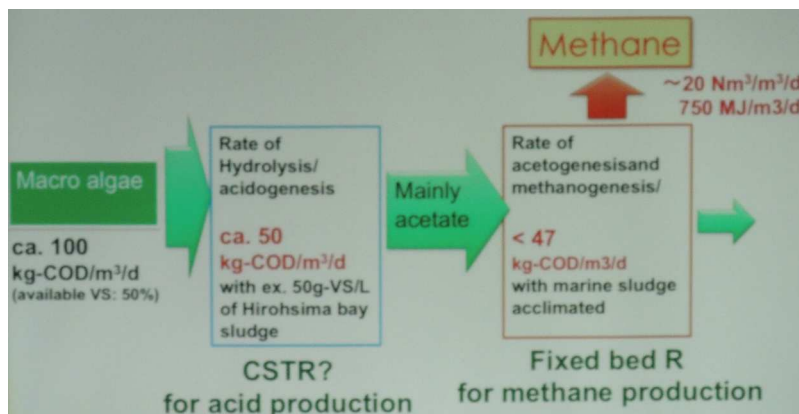 Methane
~20 Nm³/m³/d
750 MJ/m3/d
Macro algae
ca. 100
kg-COD/m³/d
(available VS: 50%)
Rate of
Hydrolysis/
acidogenesis
ca. 50
kg-COD/m³/d
with ex. 50g-VS/L
of Hirohsima bay
sludge
CSTR?
for acid production
Mainly
acetate
Rate of
acetogenesisand
methanogenesis/
< 47
kg-COD/m3/d
with marine sludge
acclimated
Fixed bed R
for methane production